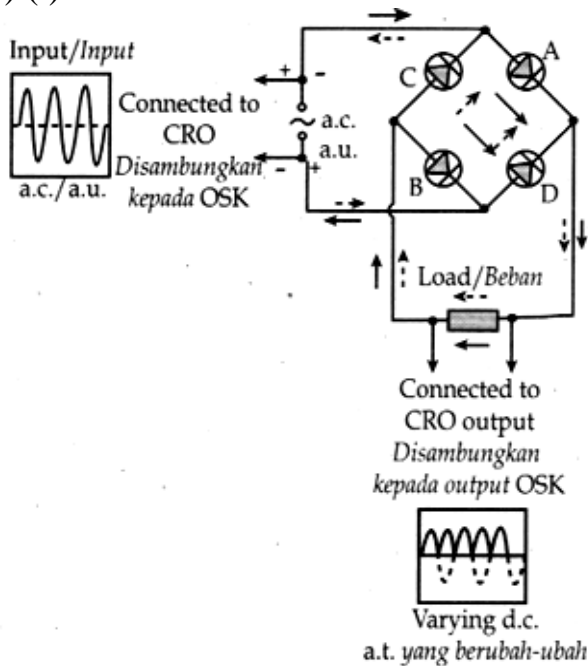 Input/Input
a.c./a.u.
Connected to
CRO
Disambungkan
kepada OSK
+ -
a.c.
a.u.
- +
C
A
B
D
Load/Beban
Connected to
CRO output
Disambungkan
kepada output OSK
Varying d.c.
a.t. yang berubah-ubah